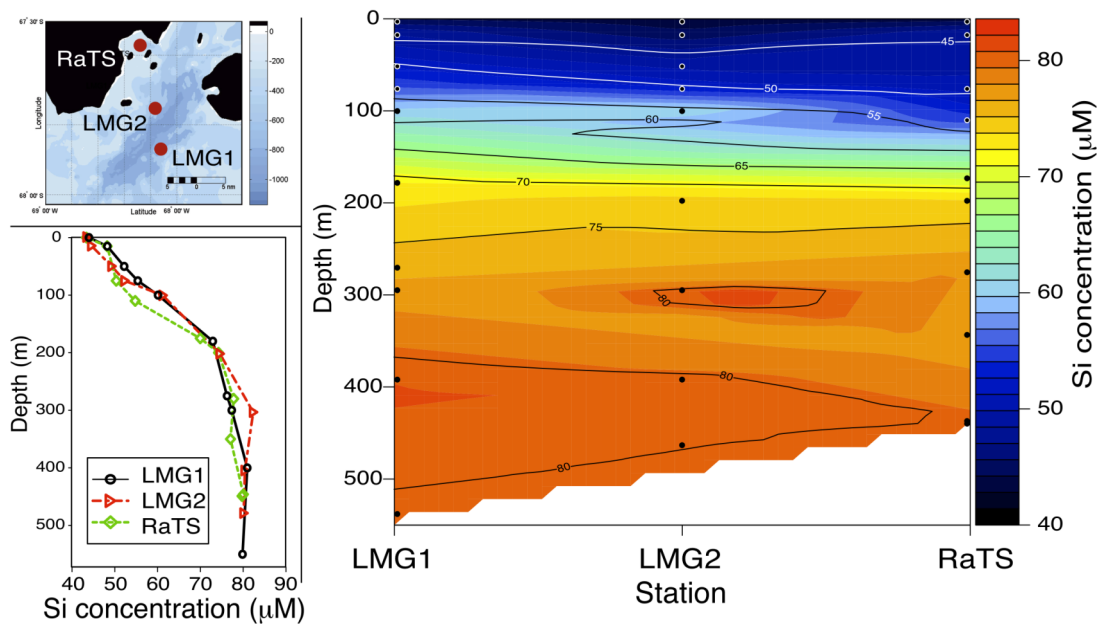 67° 30' S
RaTS
LMG2
LMG1
Longitude
5 0 5 nm
68° 00' S
69° 00' W
Latitude
68° 00' W
0
-200
-400
-600
-800
-1000
0
100
200
300
400
500
Depth (m)
LMG1
LMG2
RaTS
40 50 60 70 80 90
Si concentration (μM)
0
100
200
300
400
500
Depth (m)
45
50
55
60
65
70
75
80
80
80
LMG1 LMG2 RaTS
Station
80
70
60
50
40
Si concentration (μM)